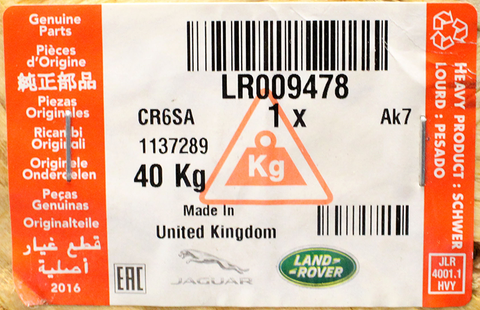 Genuine
Parts
Pièces
d'Origine
純正部品
Piezas
Originales
Ricambi
Originali
Originele
Onderdelen
Peças
Genuinas
Originalteile
قطع غيار
أصلية
2016
LR009478
CR6SA
1 x
Ak7
1137289
40 Kg
Kg
Made In
United Kingdom
EAC
JAGUAR
LAND-
ROVER
HEAVY PRODUCT : SCHWER
LOURD : PESADO
JLR
4001.1
HVY